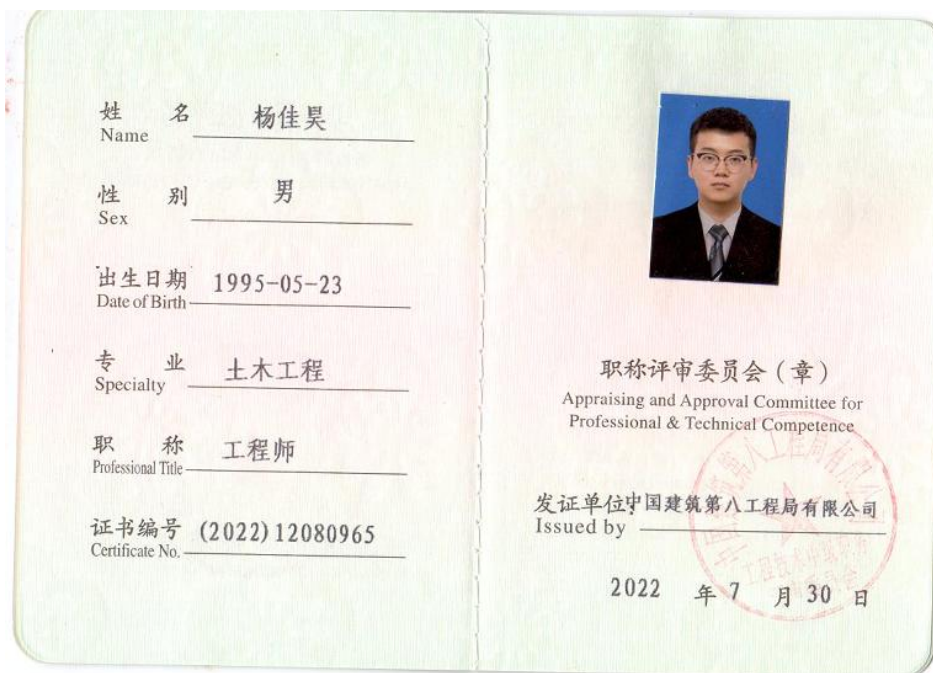 姓 名 杨佳昊
Name
性 别 男
Sex
出生日期 1995-05-23
Date of Birth
专 业 土木工程
Specialty
职 称 工程师
Professional Title
证书编号 (2022)12080965
Certificate No.
职称评审委员会(章)
Appraising and Approval Committee for
Professional & Technical Competence
发证单位 中国建筑第八工程局有限公司
Issued by
2022 年 7 月 30 日